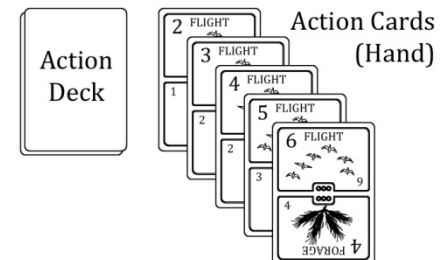 Action
Deck
Action Cards
(Hand)
2 FLIGHT
1
3 FLIGHT
2
4 FLIGHT
2
5 FLIGHT
3
6 FLIGHT
9
4
FORAGE 4